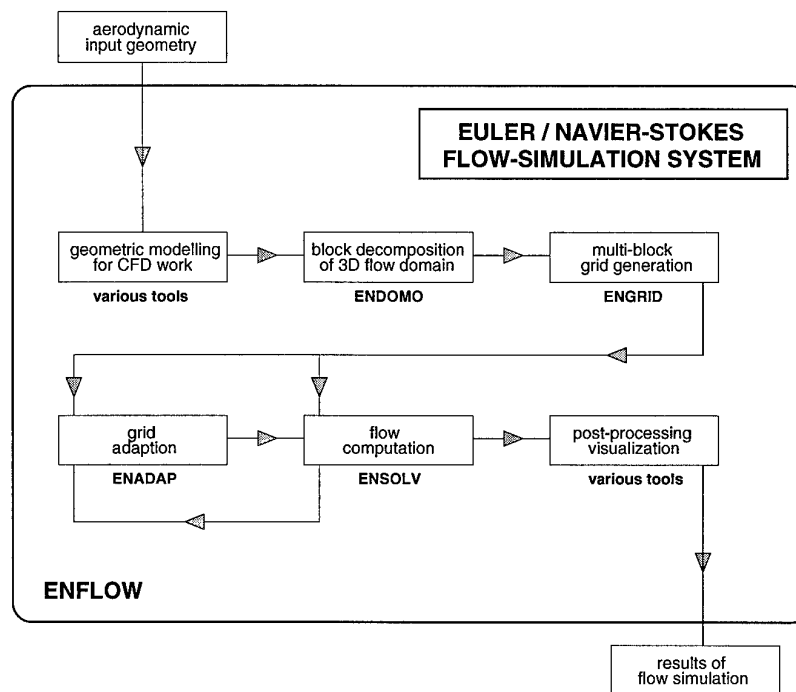 aerodynamic
input geometry
EULER / NAVIER-STOKES
FLOW-SIMULATION SYSTEM
geometric modelling
for CFD work
various tools
block decomposition
of 3D flow domain
ENDOMO
multi-block
grid generation
ENGRID
grid
adaption
ENADAP
flow
computation
ENSOLV
post-processing
visualization
various tools
ENFLOW
results of
flow simulation